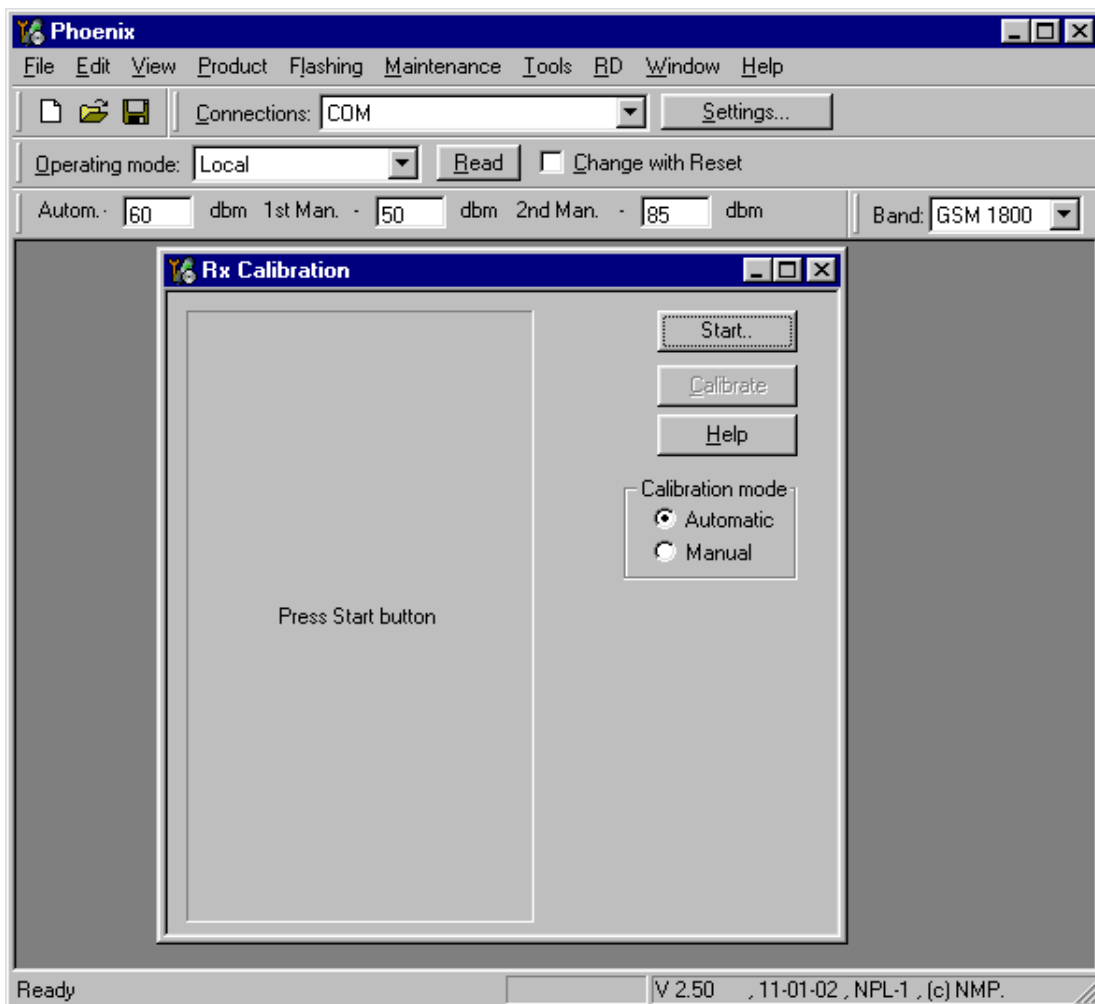 Phoenix
File Edit View Product Flashing Maintenance Tools RD Window Help
Connections: COM Settings...
Operating mode: Local Read Change with Reset
Autom. - 60 dbm 1st Man. - 50 dbm 2nd Man. - 85 dbm Band: GSM 1800
Rx Calibration
Start..
Calibrate
Help
Calibration mode
Automatic
Manual
Press Start button
Ready V 2.50 , 11-01-02 , NPL-1 , (c) NMP.